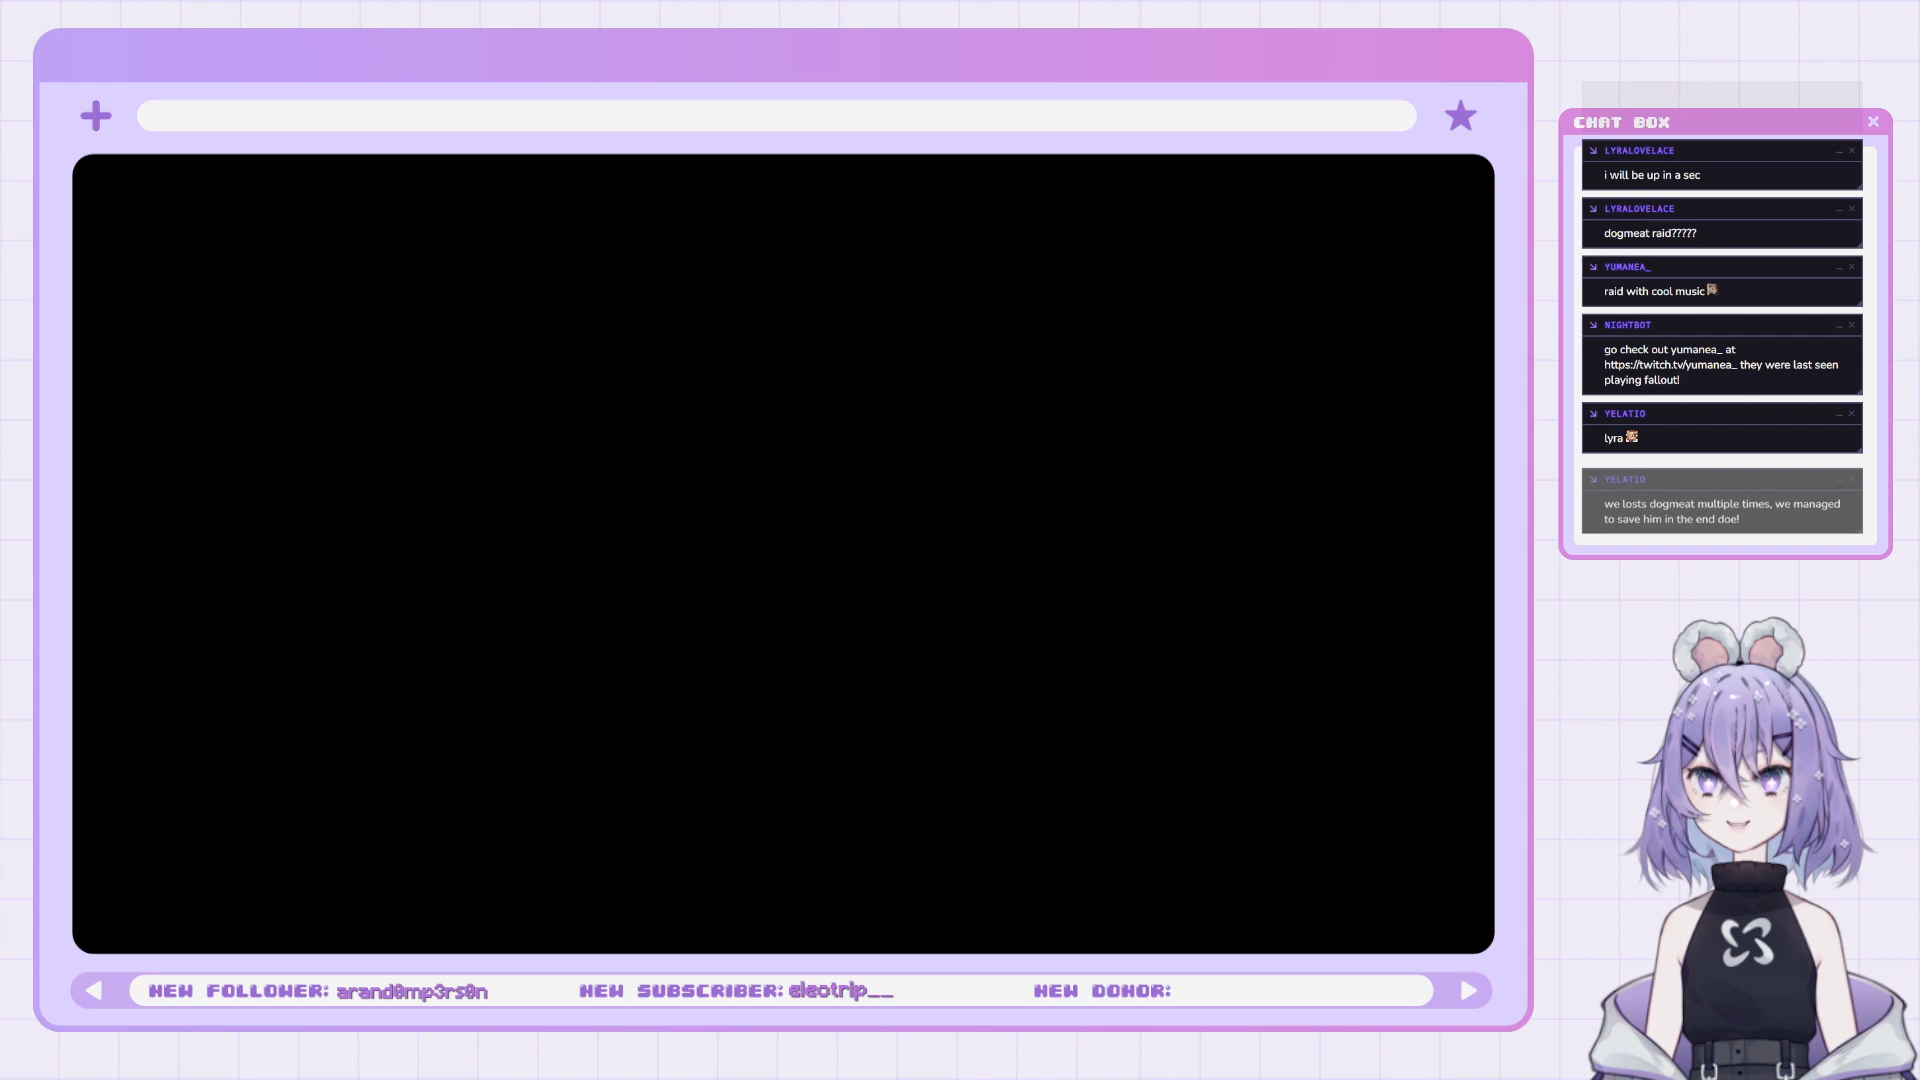 CHAT BOX
LYRALOVELACE
i will be up in a sec
LYRALOVELACE
dogmeat raid?????
YUMANEA_
raid with cool music
NIGHTBOT
go check out yumanea_ at
https://twitch.tv/yumanea_ they were last seen
playing fallout!
YELATIO
lyra
YELATIO
we losts dogmeat multiple times, we managed
to save him in the end doe!
NEW FOLLOWER: arand0mp3rs0n
NEW SUBSCRIBER: electrip__
NEW DONOR: